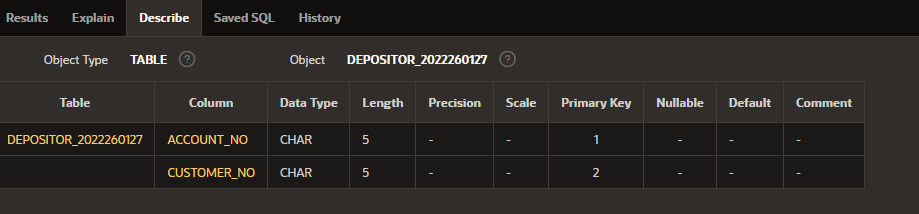 Results Explain Describe Saved SQL History
Object Type TABLE ? Object DEPOSITOR_2022260127 ?
Table Column Data Type Length Precision Scale Primary Key Nullable Default Comment
DEPOSITOR_2022260127 ACCOUNT_NO CHAR 5 - - 1 - - -
CUSTOMER_NO CHAR 5 - - 2 - - -